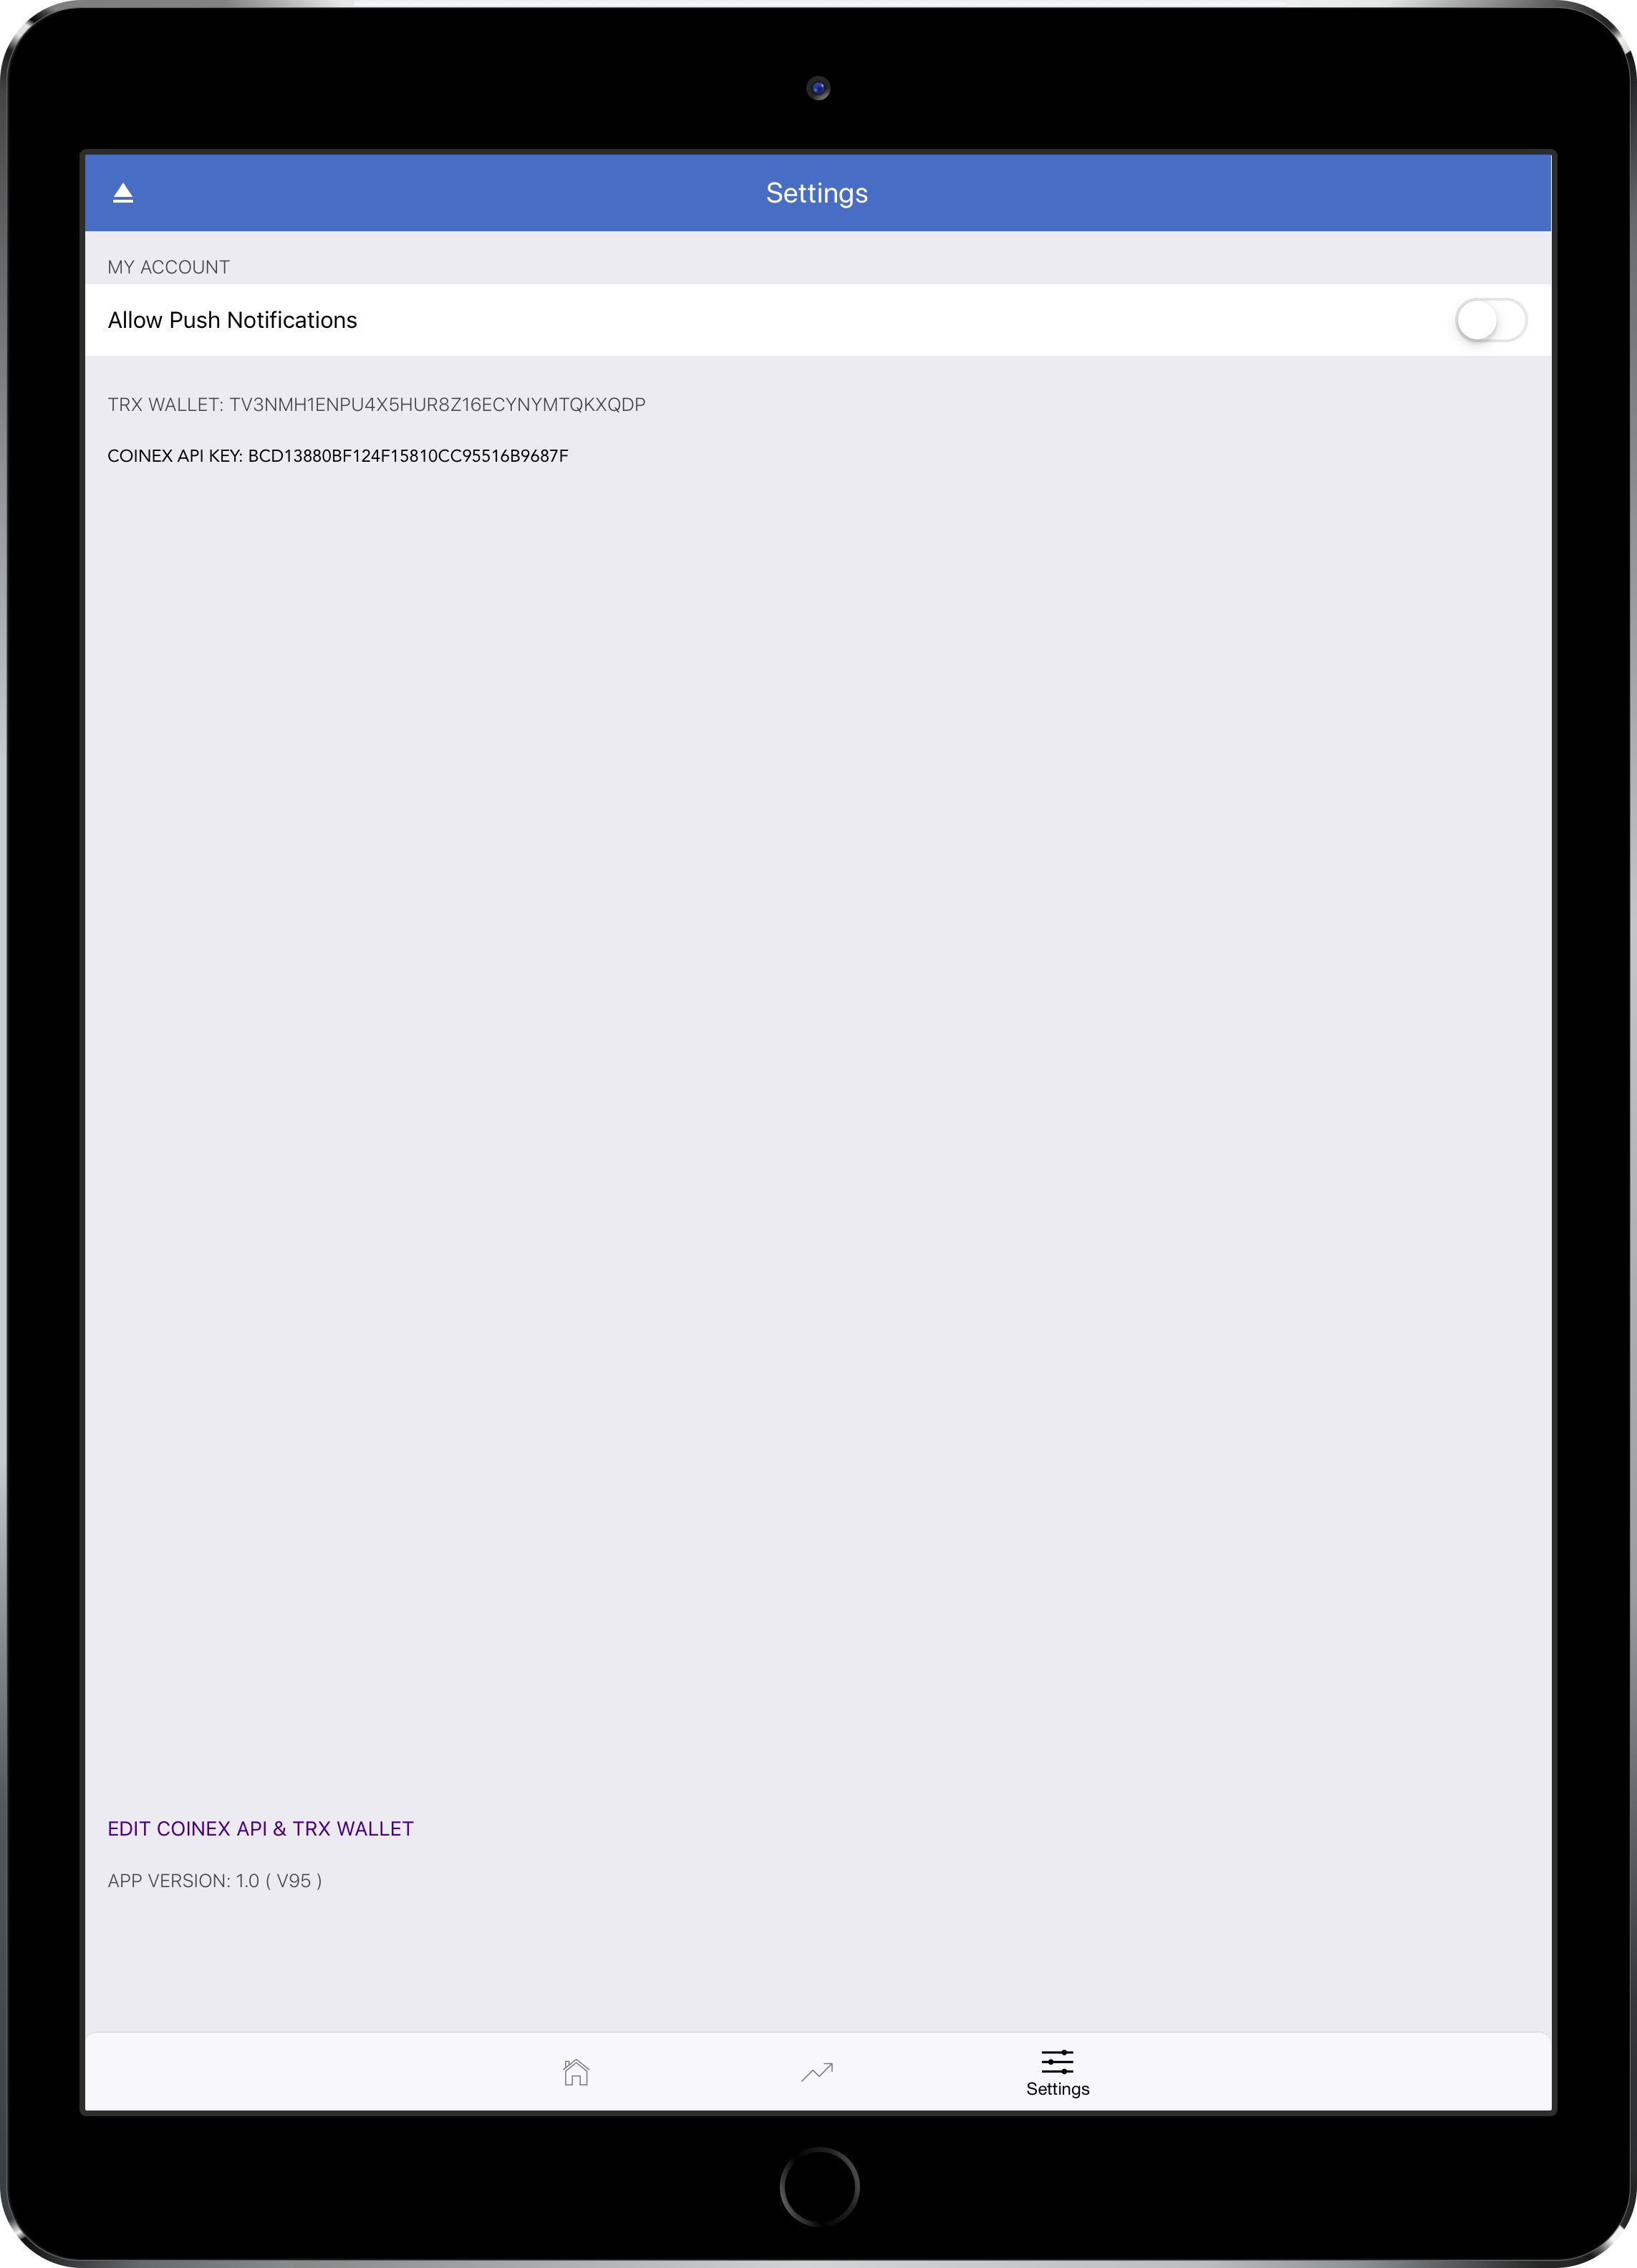 Settings
MY ACCOUNT
Allow Push Notifications
TRX WALLET: TV3NMH1ENPU4X5HUR8Z16ECYNYMTQKXQDP
COINEX API KEY: BCD13880BF124F15810CC95516B9687F
EDIT COINEX API & TRX WALLET
APP VERSION: 1.0 ( V95 )
Settings